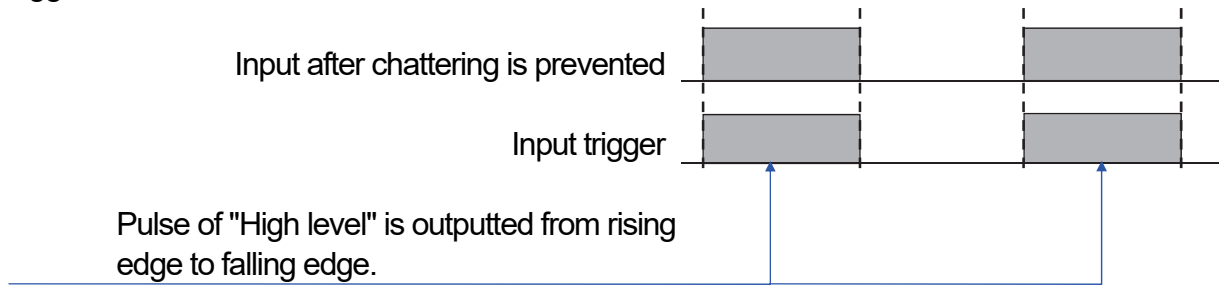 Input after chattering is prevented
Input trigger
Pulse of "High level" is outputted from rising
edge to falling edge.